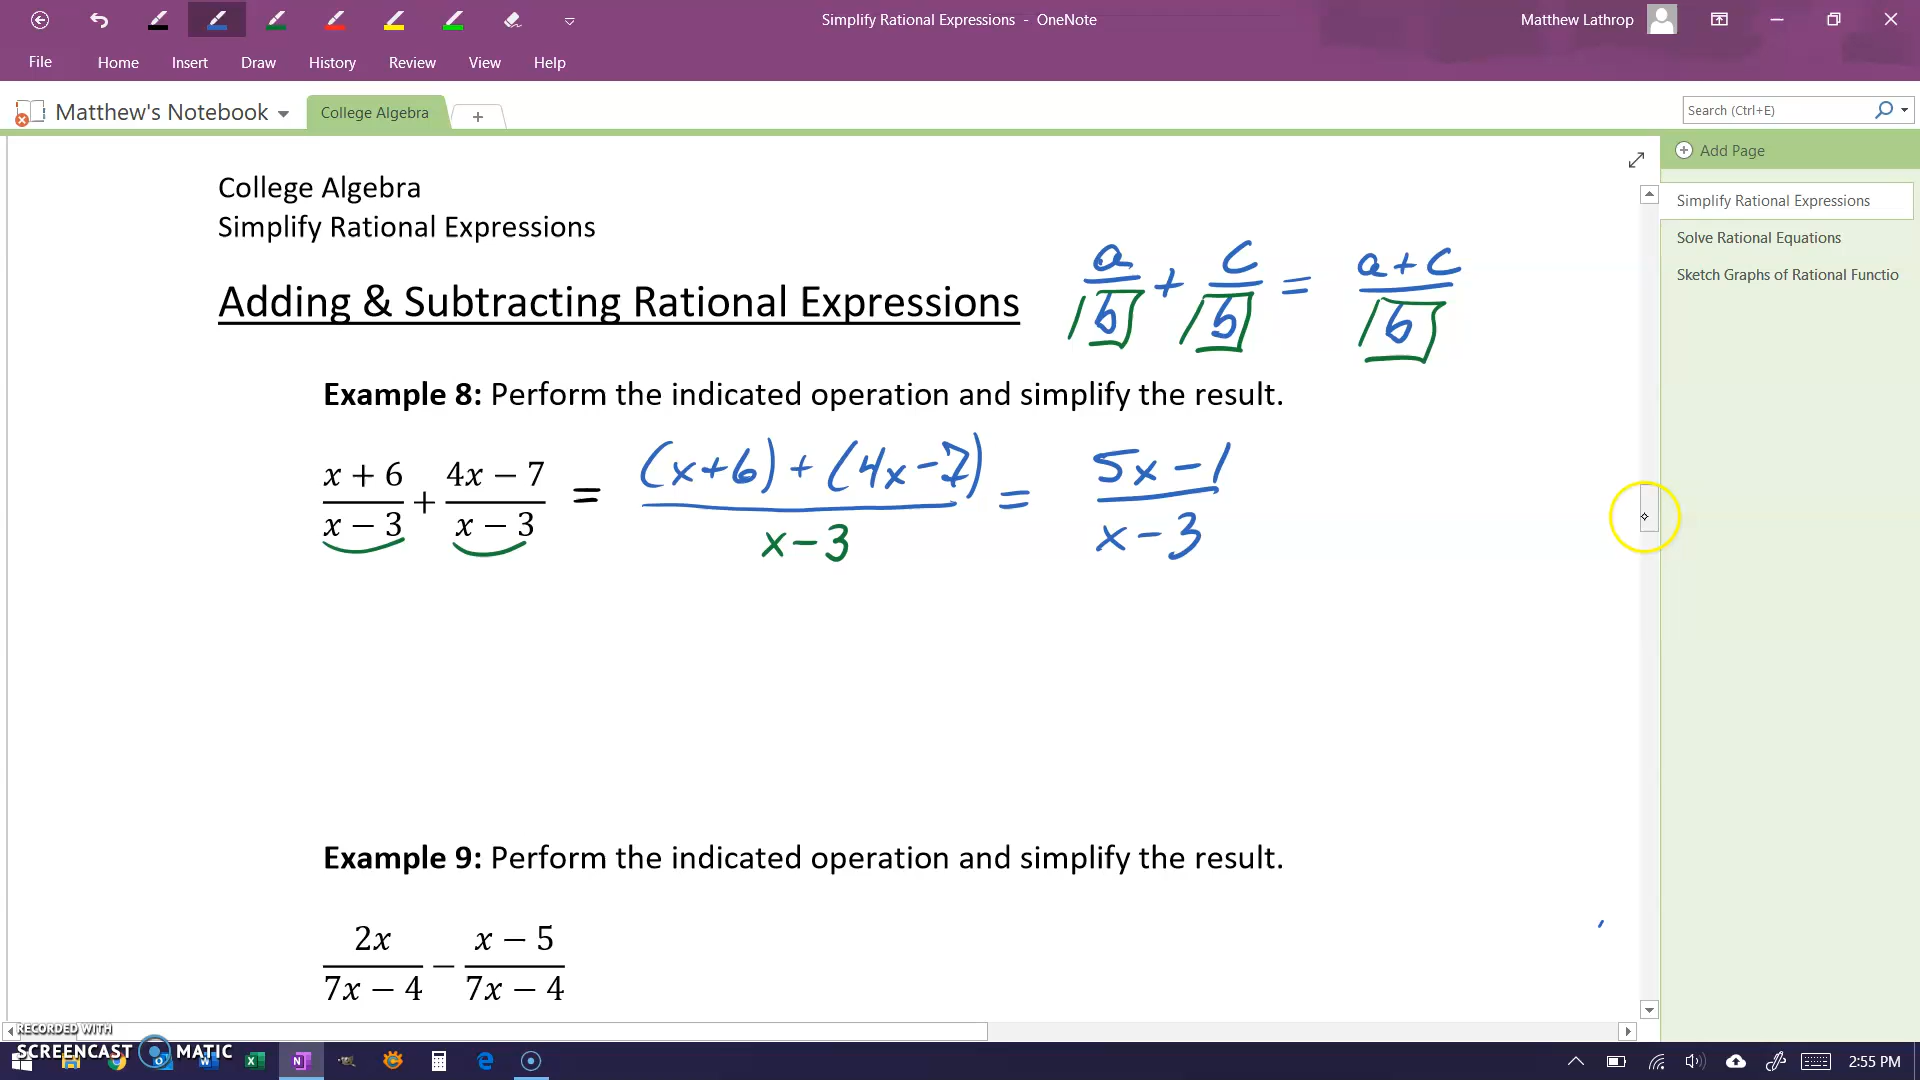 Simplify Rational Expressions - OneNote
Matthew Lathrop
File Home Insert Draw History Review View Help
Matthew's Notebook
College Algebra
+
Search (Ctrl+E)
Add Page
Simplify Rational Expressions
Solve Rational Equations
Sketch Graphs of Rational Functio
College Algebra
Simplify Rational Expressions
Adding & Subtracting Rational Expressions
a/b + c/b = a+c/b
Example 8: Perform the indicated operation and simplify the result.
x + 6/x − 3 + 4x − 7/x − 3 = (x+6) + (4x-7)/x-3 = 5x-1/x-3
Example 9: Perform the indicated operation and simplify the result.
2x/7x − 4 − x − 5/7x − 4
RECORDED WITH
SCREENCAST MATIC
2:55 PM